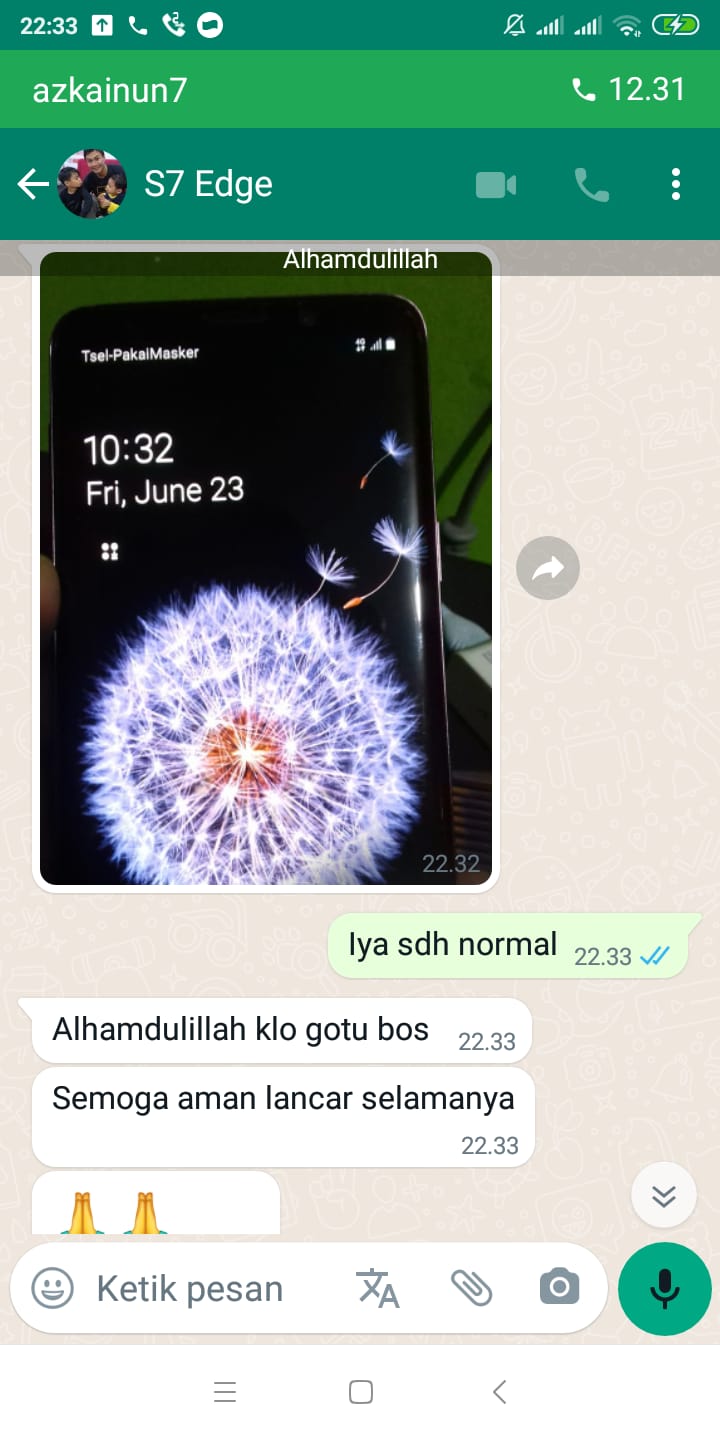 22:33
azkainun7 12.31
S7 Edge
Alhamdulillah
Tsel-PakaiMasker 4G
10:32
Fri, June 23
22.32
Iya sdh normal 22.33
Alhamdulillah klo gotu bos 22.33
Semoga aman lancar selamanya
22.33
🙏🙏
Ketik pesan